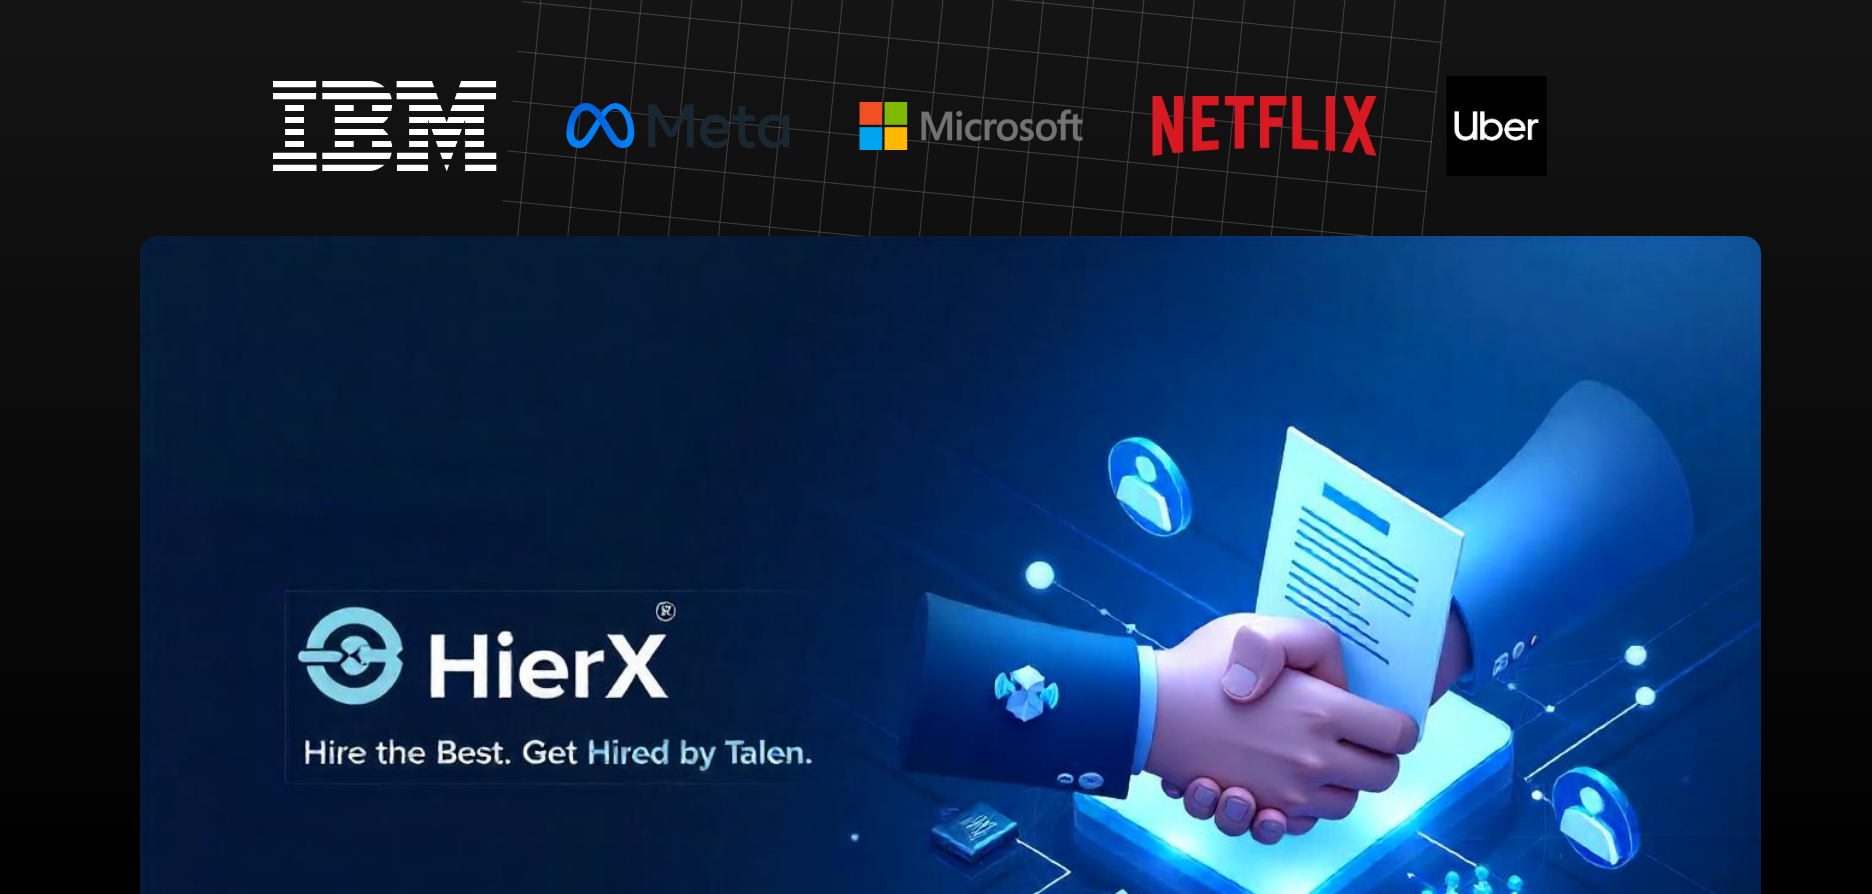 IBM
Meta
Microsoft
NETFLIX
Uber
HierX®
Hire the Best. Get Hired by Talen.